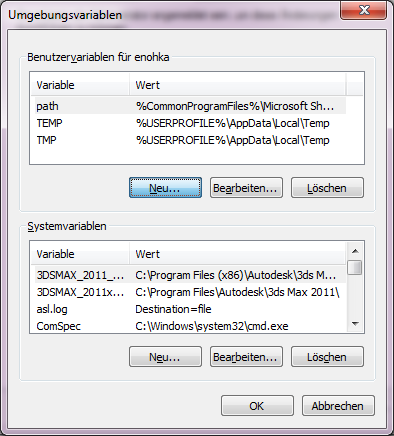 Umgebungsvariablen
Benutzervariablen für enohka
Variable Wert
path %CommonProgramFiles%\Microsoft Sh...
TEMP %USERPROFILE%\AppData\Local\Temp
TMP %USERPROFILE%\AppData\Local\Temp
Neu... Bearbeiten... Löschen
Systemvariablen
Variable Wert
3DSMAX_2011_... C:\Program Files (x86)\Autodesk\3ds M...
3DSMAX_2011x... C:\Program Files\Autodesk\3ds Max 2011\
asl.log Destination=file
ComSpec C:\Windows\system32\cmd.exe
Neu... Bearbeiten... Löschen
OK Abbrechen